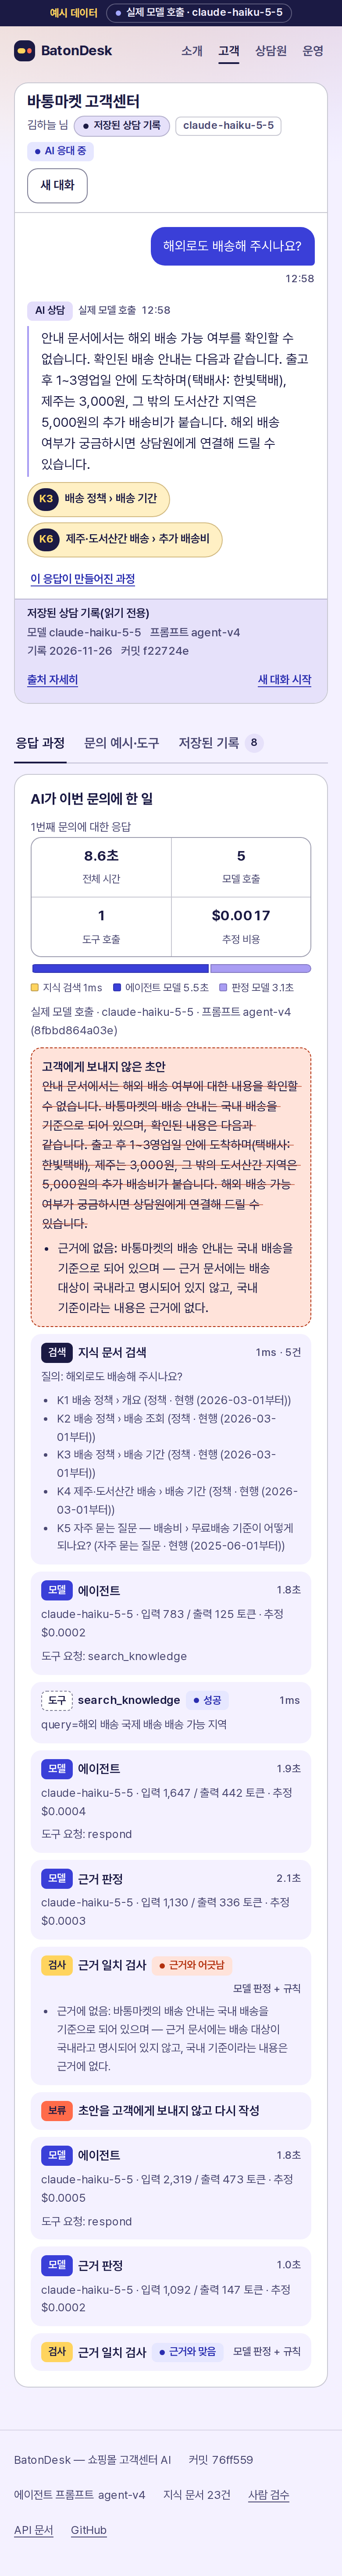 예시 데이터 실제 모델 호출 · claude-haiku-5-5
BatonDesk 소개 고객 상담원 운영
바통마켓 고객센터
김하늘 님 저장된 상담 기록 claude-haiku-5-5
AI 응대 중
새 대화
해외로도 배송해 주시나요?
12:58
AI 상담 실제 모델 호출 12:58
안내 문서에서는 해외 배송 가능 여부를 확인할 수
없습니다. 확인된 배송 안내는 다음과 같습니다. 출고
후 1~3영업일 안에 도착하며(택배사: 한빛택배),
제주는 3,000원, 그 밖의 도서산간 지역은
5,000원의 추가 배송비가 붙습니다. 해외 배송
여부가 궁금하시면 상담원에게 연결해 드릴 수
있습니다.
K3 배송 정책 › 배송 기간
K6 제주·도서산간 배송 › 추가 배송비
이 응답이 만들어진 과정
저장된 상담 기록(읽기 전용)
모델 claude-haiku-5-5 프롬프트 agent-v4
기록 2026-11-26 커밋 f22724e
출처 자세히 새 대화 시작
응답 과정 문의 예시·도구 저장된 기록 8
AI가 이번 문의에 한 일
1번째 문의에 대한 응답
8.6초 5
전체 시간 모델 호출
1 $0.0017
도구 호출 추정 비용
지식 검색 1ms 에이전트 모델 5.5초 판정 모델 3.1초
실제 모델 호출 · claude-haiku-5-5 · 프롬프트 agent-v4
(8fbbd864a03e)
고객에게 보내지 않은 초안
안내 문서에서는 해외 배송 여부에 대한 내용을 확인할
수 없습니다. 바통마켓의 배송 안내는 국내 배송을
기준으로 되어 있으며, 확인된 내용은 다음과
같습니다. 출고 후 1~3영업일 안에 도착하며(택배사:
한빛택배), 제주는 3,000원, 그 밖의 도서산간 지역은
5,000원의 추가 배송비가 붙습니다. 해외 배송 가능
여부가 궁금하시면 상담원에게 연결해 드릴 수
있습니다.
• 근거에 없음: 바통마켓의 배송 안내는 국내 배송을
기준으로 되어 있으며 — 근거 문서에는 배송
대상이 국내라고 명시되어 있지 않고, 국내
기준이라는 내용은 근거에 없다.
검색 지식 문서 검색 1ms · 5건
질의: 해외로도 배송해 주시나요?
• K1 배송 정책 › 개요 (정책 · 현행 (2026-03-01부터))
• K2 배송 정책 › 배송 조회 (정책 · 현행 (2026-03-
01부터))
• K3 배송 정책 › 배송 기간 (정책 · 현행 (2026-03-
01부터))
• K4 제주·도서산간 배송 › 배송 기간 (정책 · 현행 (2026-
03-01부터))
• K5 자주 묻는 질문 — 배송비 › 무료배송 기준이 어떻게
되나요? (자주 묻는 질문 · 현행 (2025-06-01부터))
모델 에이전트 1.8초
claude-haiku-5-5 · 입력 783 / 출력 125 토큰 · 추정
$0.0002
도구 요청: search_knowledge
도구 search_knowledge 성공 1ms
query=해외 배송 국제 배송 배송 가능 지역
모델 에이전트 1.9초
claude-haiku-5-5 · 입력 1,647 / 출력 442 토큰 · 추정
$0.0004
도구 요청: respond
모델 근거 판정 2.1초
claude-haiku-5-5 · 입력 1,130 / 출력 336 토큰 · 추정
$0.0003
검사 근거 일치 검사 근거와 어긋남
모델 판정 + 규칙
• 근거에 없음: 바통마켓의 배송 안내는 국내 배송을
기준으로 되어 있으며 — 근거 문서에는 배송 대상이
국내라고 명시되어 있지 않고, 국내 기준이라는 내용은
근거에 없다.
보류 초안을 고객에게 보내지 않고 다시 작성
모델 에이전트 1.8초
claude-haiku-5-5 · 입력 2,319 / 출력 473 토큰 · 추정
$0.0005
도구 요청: respond
모델 근거 판정 1.0초
claude-haiku-5-5 · 입력 1,092 / 출력 147 토큰 · 추정
$0.0002
검사 근거 일치 검사 근거와 맞음 모델 판정 + 규칙
BatonDesk — 쇼핑몰 고객센터 AI 커밋 76ff559
에이전트 프롬프트 agent-v4 지식 문서 23건 사람 검수
API 문서 GitHub